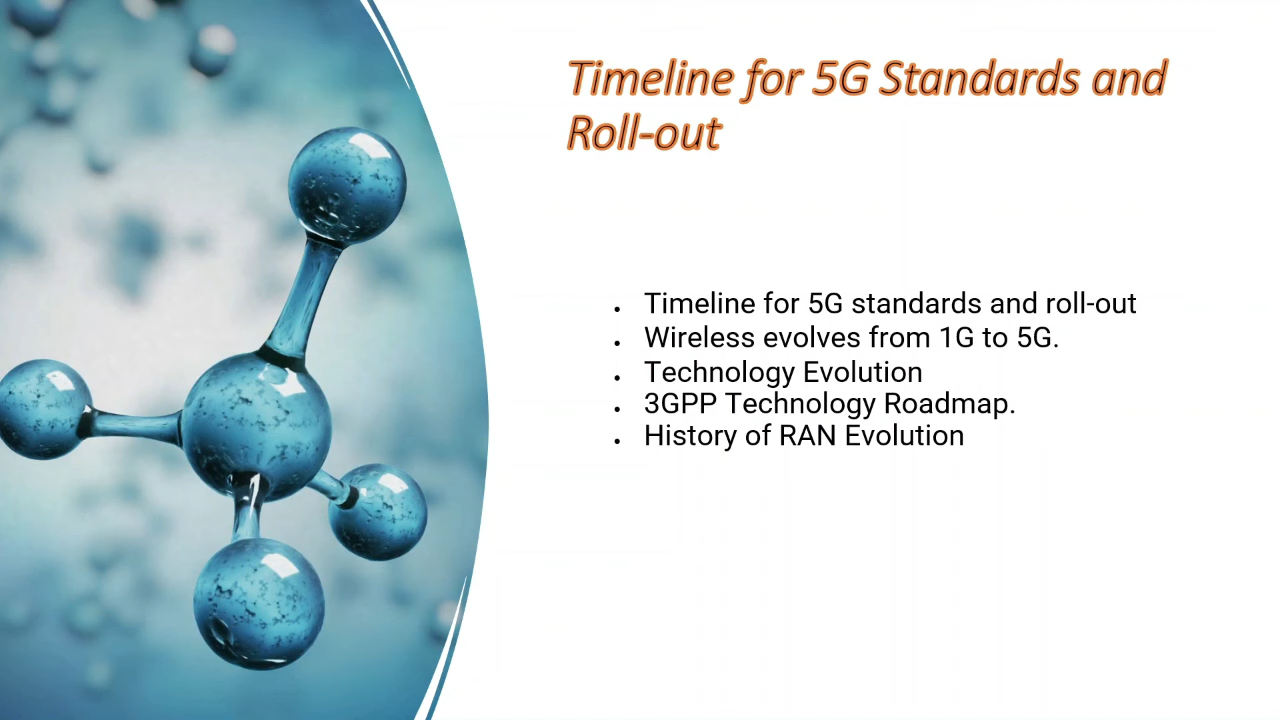 Timeline for 5G Standards and
Roll-out
• Timeline for 5G standards and roll-out
• Wireless evolves from 1G to 5G.
• Technology Evolution
• 3GPP Technology Roadmap.
• History of RAN Evolution